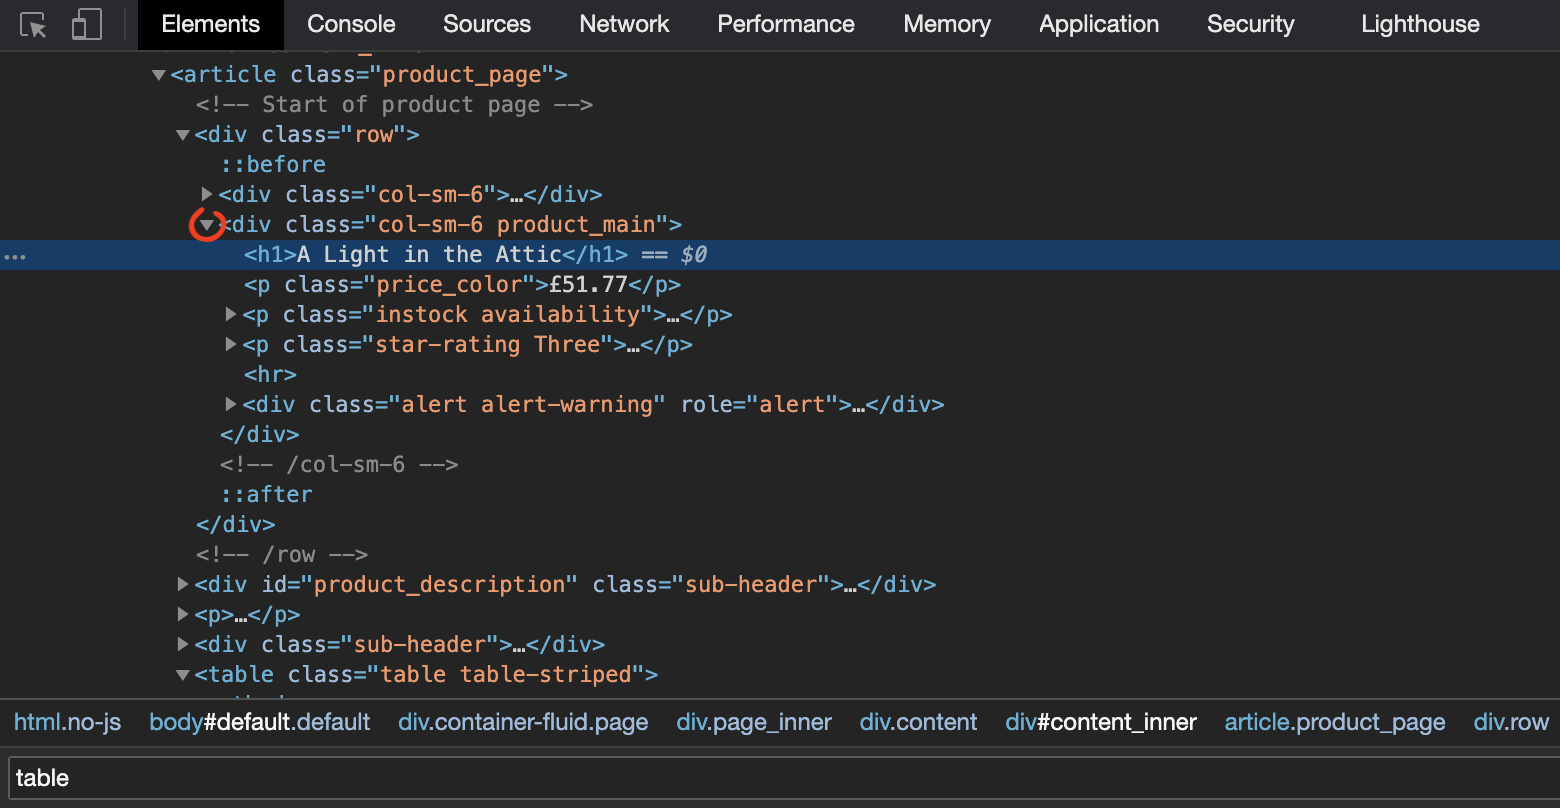 Elements Console Sources Network Performance Memory Application Security Lighthouse
<article class="product_page">
<!-- Start of product page -->
<div class="row">
::before
<div class="col-sm-6">…</div>
<div class="col-sm-6 product_main">
<h1>A Light in the Attic</h1> == $0
<p class="price_color">£51.77</p>
<p class="instock availability">…</p>
<p class="star-rating Three">…</p>
<hr>
<div class="alert alert-warning" role="alert">…</div>
</div>
<!-- /col-sm-6 -->
::after
</div>
<!-- /row -->
<div id="product_description" class="sub-header">…</div>
<p>…</p>
<div class="sub-header">…</div>
<table class="table table-striped">
html.no-js body#default.default div.container-fluid.page div.page_inner div.content div#content_inner article.product_page div.row
table